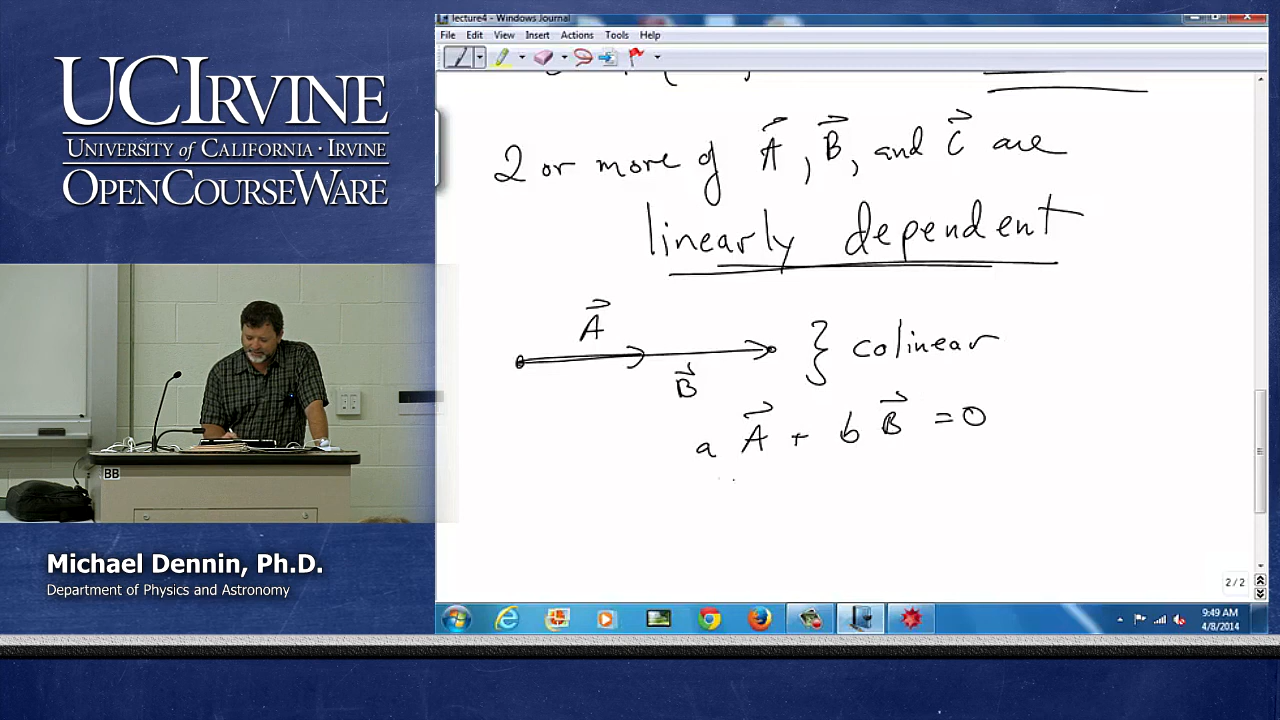 UCIRVINE
UNIVERSITY OF CALIFORNIA · IRVINE
OPENCOURSEWARE
lecture4 - Windows Journal
File Edit View Insert Actions Tools Help
2 or more of A⃗, B⃗, and C⃗ are
linearly dependent
A⃗
B⃗
} colinear
a A⃗ + b B⃗ = 0
BB
Michael Dennin, Ph.D.
Department of Physics and Astronomy
2/2
9:49 AM
4/8/2014